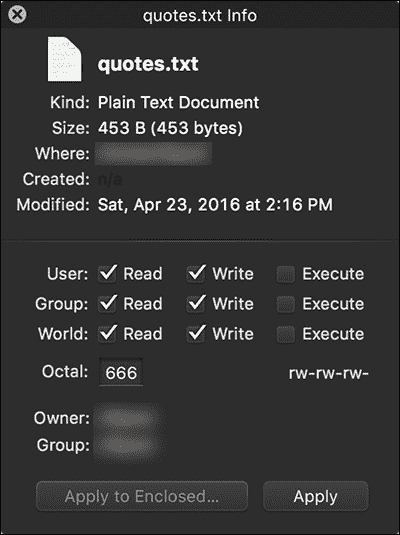 quotes.txt Info
quotes.txt
Kind: Plain Text Document
Size: 453 B (453 bytes)
Where:
Created: n/a
Modified: Sat, Apr 23, 2016 at 2:16 PM
User: Read Write Execute
Group: Read Write Execute
World: Read Write Execute
Octal: 666 rw-rw-rw-
Owner:
Group:
Apply to Enclosed... Apply